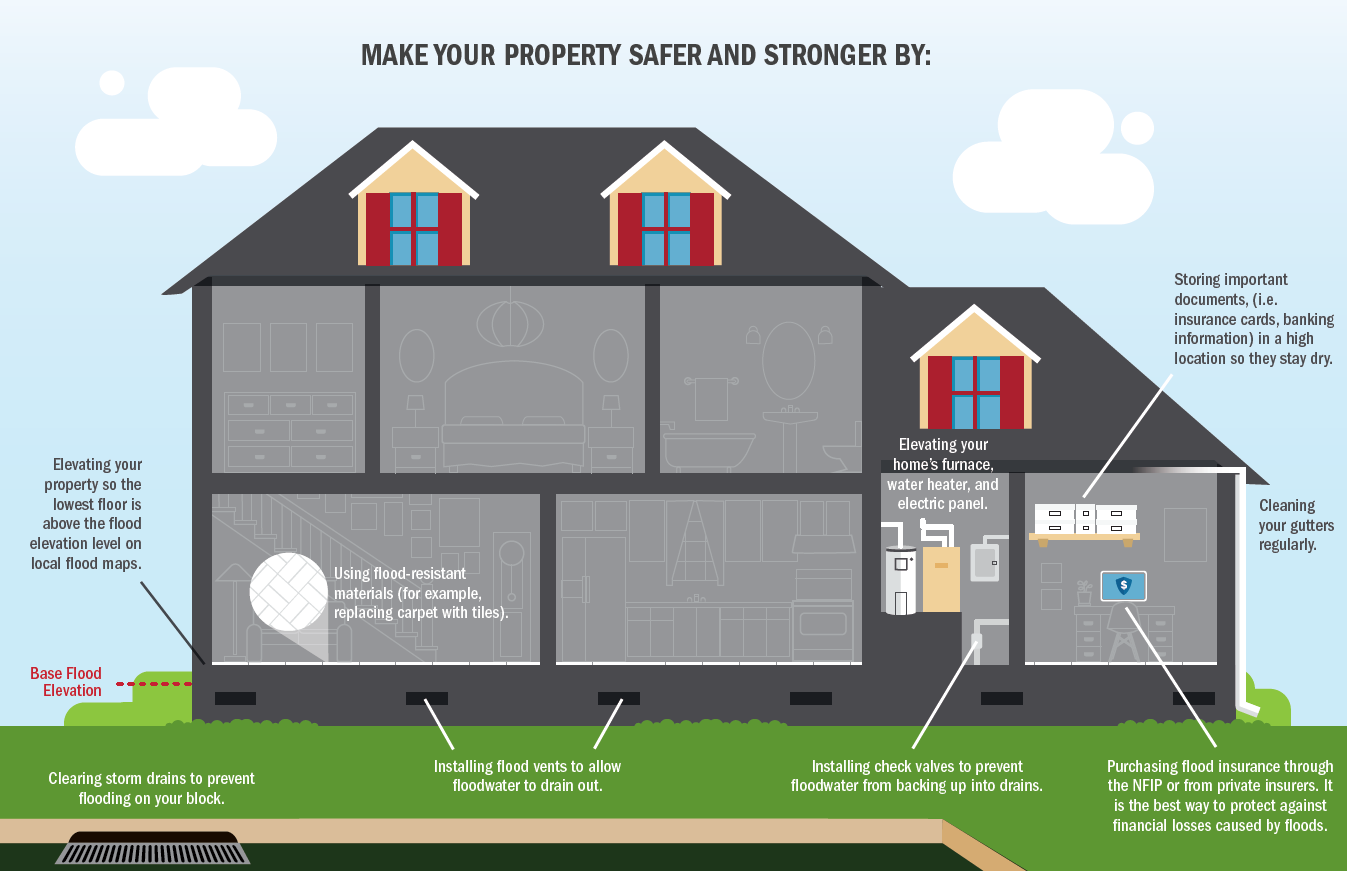 MAKE YOUR PROPERTY SAFER AND STRONGER BY:
Storing important
documents, (i.e.
insurance cards, banking
information) in a high
location so they stay dry.
Elevating your
home's furnace,
water heater, and
electric panel.
Elevating your
property so the
lowest floor is
above the flood
elevation level on
local flood maps.
Cleaning
your gutters
regularly.
Using flood-resistant
materials (for example,
replacing carpet with tiles).
$
Base Flood
Elevation
Clearing storm drains to prevent
flooding on your block.
Installing flood vents to allow
floodwater to drain out.
Installing check valves to prevent
floodwater from backing up into drains.
Purchasing flood insurance through
the NFIP or from private insurers. It
is the best way to protect against
financial losses caused by floods.